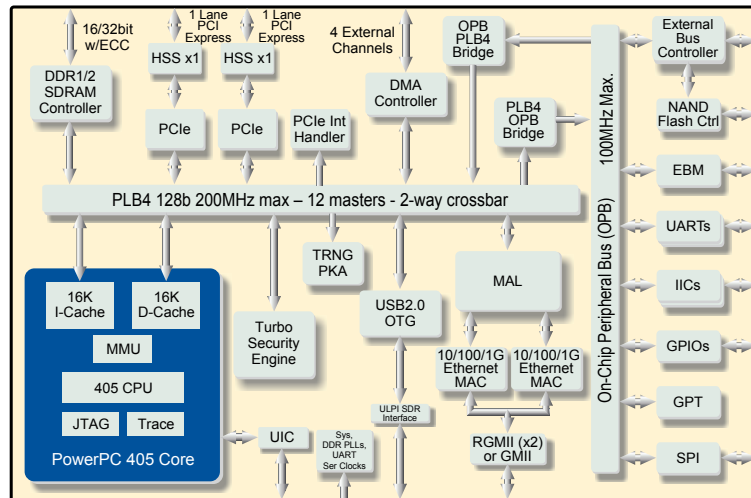 16/32bit
w/ECC
1 Lane
PCI
Express
1 Lane
PCI
Express
4 External
Channels
DDR1/2
SDRAM
Controller
HSS x1
HSS x1
PCIe
PCIe
PCIe Int
Handler
DMA
Controller
OPB
PLB4
Bridge
PLB4
OPB
Bridge
PLB4 128b 200MHz max – 12 masters - 2-way crossbar
On-Chip Peripheral Bus (OPB) 100MHz Max.
External
Bus
Controller
NAND
Flash Ctrl
EBM
UARTs
IICs
GPIOs
GPT
SPI
16K
I-Cache
16K
D-Cache
MMU
405 CPU
JTAG
Trace
PowerPC 405 Core
Turbo
Security
Engine
TRNG
PKA
USB2.0
OTG
MAL
10/100/1G
Ethernet
MAC
10/100/1G
Ethernet
MAC
ULPI SDR
Interface
UIC
Sys,
DDR PLLs,
UART
Ser Clocks
RGMII (x2)
or GMII